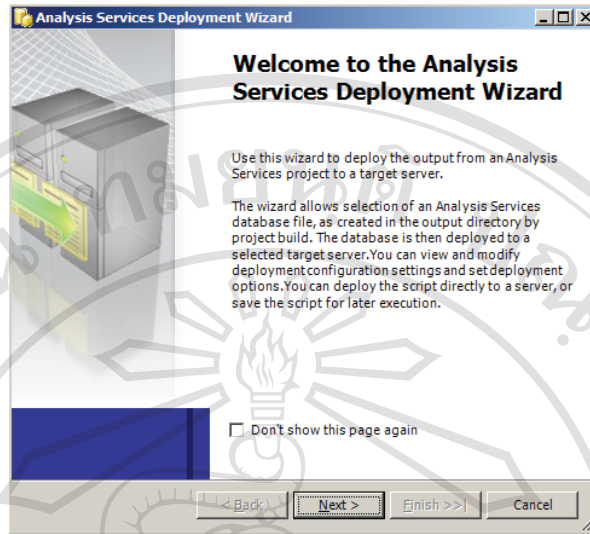 Analysis Services Deployment Wizard
Welcome to the Analysis
Services Deployment Wizard
Use this wizard to deploy the output from an Analysis
Services project to a target server.
The wizard allows selection of an Analysis Services
database file, as created in the output directory by
project build. The database is then deployed to a
selected target server.You can view and modify
deployment configuration settings and set deployment
options.You can deploy the script directly to a server, or
save the script for later execution.
Don't show this page again
< Back
Next >
Finish >>|
Cancel